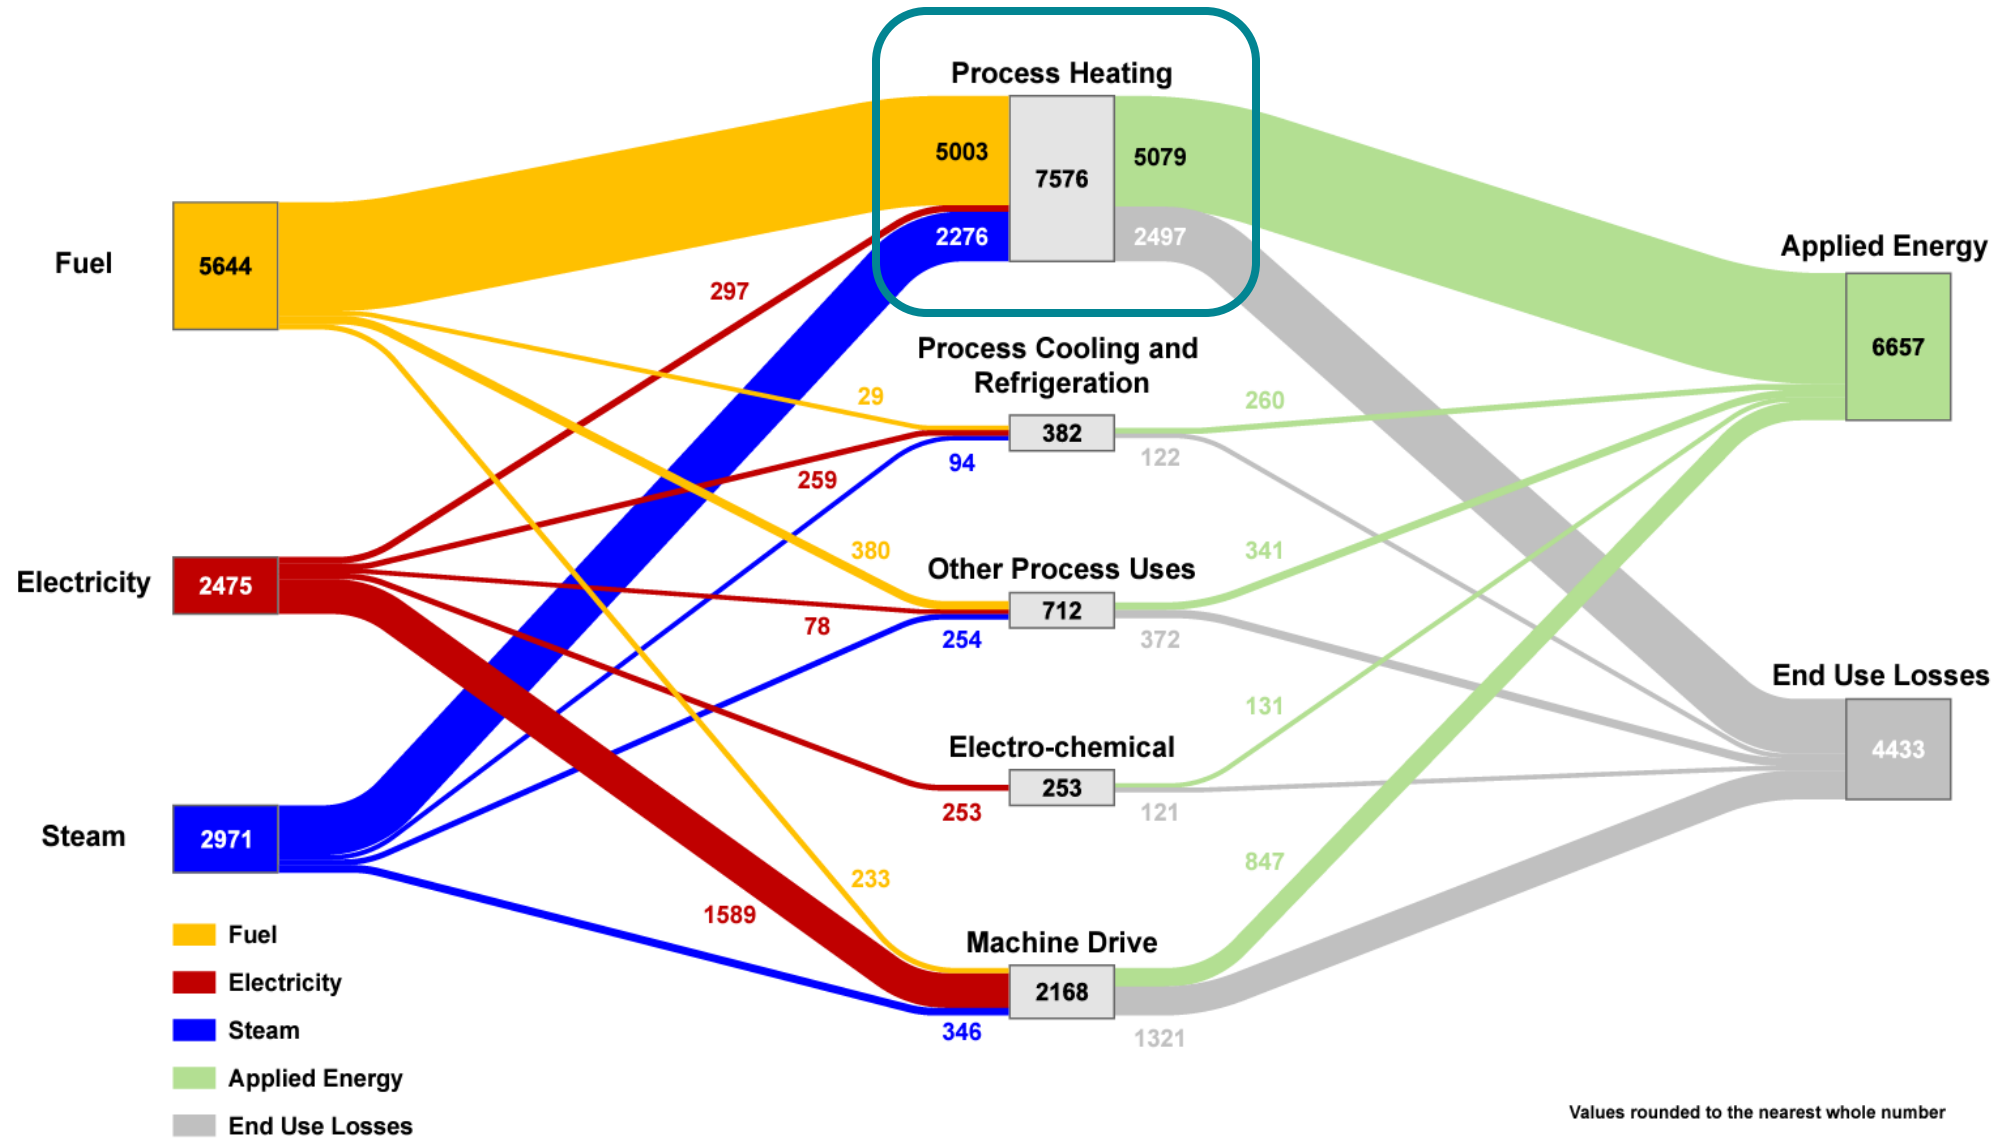 Process Heating
5003
7576
5079
2276
2497
Fuel
5644
297
Applied Energy
6657
Process Cooling and
Refrigeration
29
382
260
259
94
122
Electricity
2475
380
Other Process Uses
341
712
78
254
372
End Use Losses
4433
131
Electro-chemical
253
253
121
Steam
2971
847
233
1589
Machine Drive
2168
346
1321
Fuel
Electricity
Steam
Applied Energy
End Use Losses
Values rounded to the nearest whole number